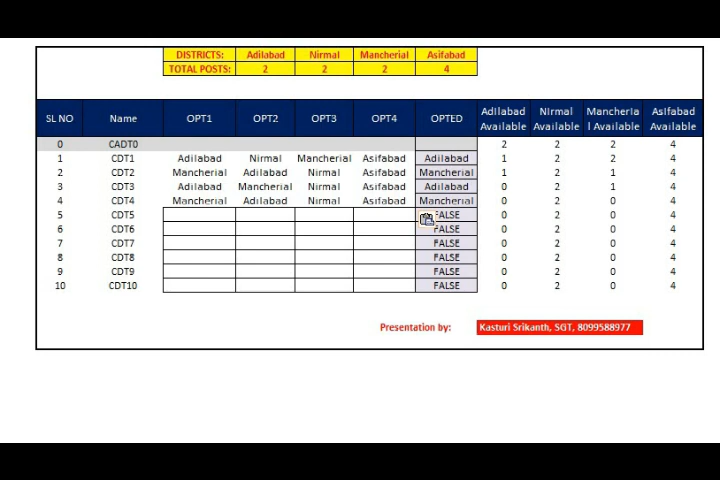 DISTRICTS: Adilabad Nirmal Mancherial Asifabad
TOTAL POSTS: 2 2 2 4
SL NO Name OPT1 OPT2 OPT3 OPT4 OPTED Adilabad Available Nirmal Available Mancheria l Available Asifabad Available
0 CADT0 2 2 2 4
1 CDT1 Adilabad Nirmal Mancherial Asifabad Adilabad 1 2 2 4
2 CDT2 Mancherial Adilabad Nirmal Asifabad Mancherial 1 2 1 4
3 CDT3 Adilabad Mancherial Nirmal Asifabad Adilabad 0 2 1 4
4 CDT4 Mancherial Adilabad Nirmal Asifabad Mancherial 0 2 0 4
5 CDT5 FALSE 0 2 0 4
6 CDT6 FALSE 0 2 0 4
7 CDT7 FALSE 0 2 0 4
8 CDT8 FALSE 0 2 0 4
9 CDT9 FALSE 0 2 0 4
10 CDT10 FALSE 0 2 0 4
Presentation by: Kasturi Srikanth, SGT, 8099588977